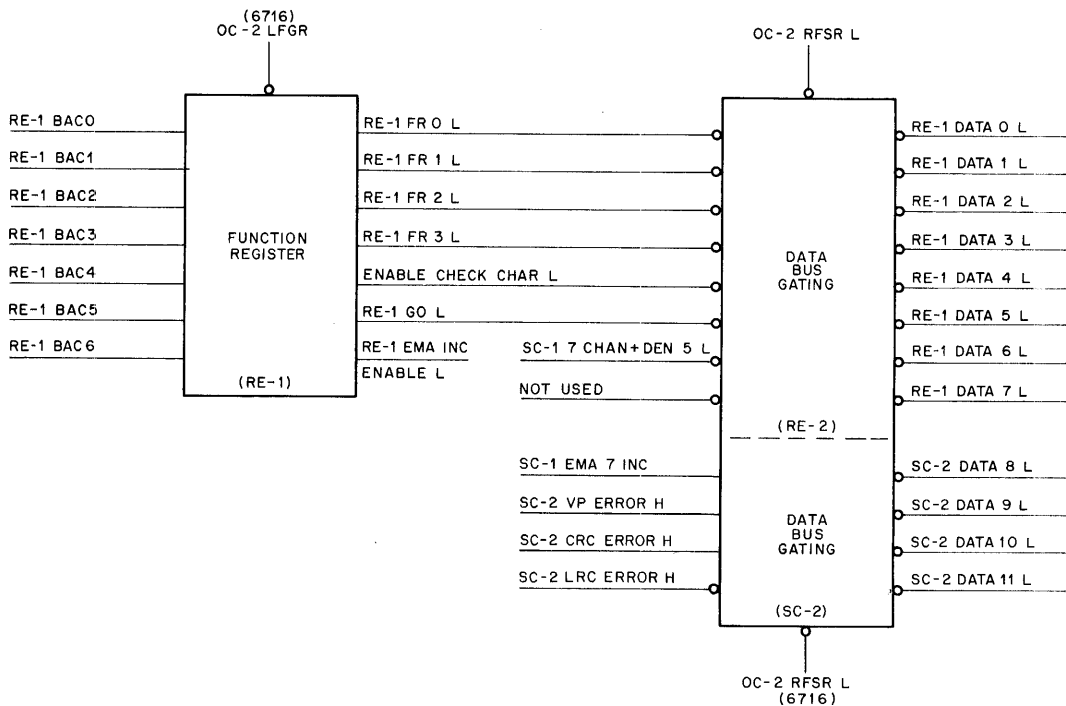 (6716)
OC-2 LFGR
OC-2 RFSR L
RE-1 BAC0
RE-1 BAC1
RE-1 BAC2
RE-1 BAC3
RE-1 BAC4
RE-1 BAC5
RE-1 BAC6
FUNCTION
REGISTER
(RE-1)
RE-1 FR 0 L
RE-1 FR 1 L
RE-1 FR 2 L
RE-1 FR 3 L
ENABLE CHECK CHAR L
RE-1 GO L
RE-1 EMA INC
ENABLE L
SC-1 7 CHAN+DEN 5 L
NOT USED
SC-1 EMA 7 INC
SC-2 VP ERROR H
SC-2 CRC ERROR H
SC-2 LRC ERROR H
DATA
BUS
GATING
(RE-2)
DATA
BUS
GATING
(SC-2)
RE-1 DATA 0 L
RE-1 DATA 1 L
RE-1 DATA 2 L
RE-1 DATA 3 L
RE-1 DATA 4 L
RE-1 DATA 5 L
RE-1 DATA 6 L
RE-1 DATA 7 L
SC-2 DATA 8 L
SC-2 DATA 9 L
SC-2 DATA 10 L
SC-2 DATA 11 L
OC-2 RFSR L
(6716)